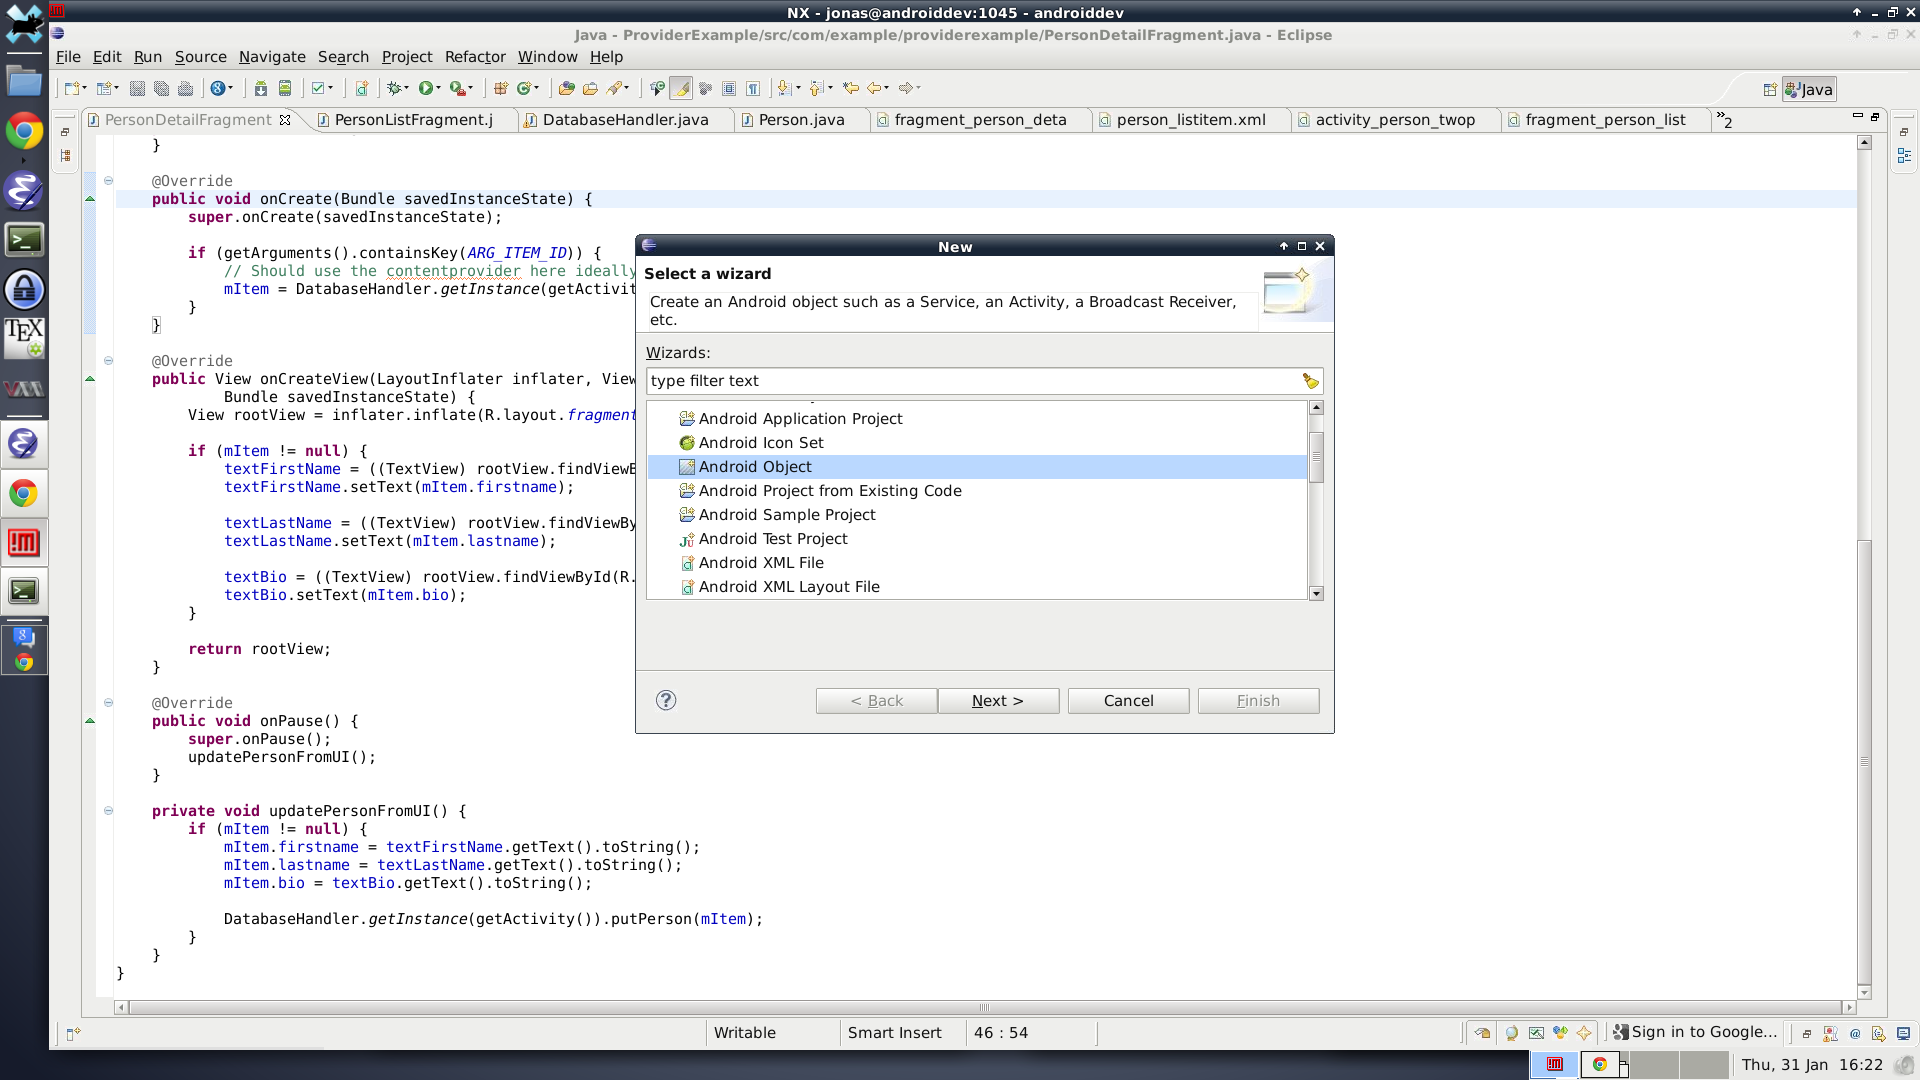 NX - jonas@androiddev:1045 - androiddev
Java - ProviderExample/src/com/example/providerexample/PersonDetailFragment.java - Eclipse
File Edit Run Source Search Navigate Search Project Refactor Window Help
Java
PersonDetailFragment PersonListFragment.j DatabaseHandler.java Person.java fragment_person_deta person_listitem.xml activity_person_twop fragment_person_list »2
}
@Override
public void onCreate(Bundle savedInstanceState) {
super.onCreate(savedInstanceState);
if (getArguments().containsKey(ARG_ITEM_ID)) {
// Should use the contentprovider here ideally
mItem = DatabaseHandler.getInstance(getActivit
}
}
@Override
public View onCreateView(LayoutInflater inflater, View
Bundle savedInstanceState) {
View rootView = inflater.inflate(R.layout.fragment
if (mItem != null) {
textFirstName = ((TextView) rootView.findViewB
textFirstName.setText(mItem.firstname);
textLastName = ((TextView) rootView.findViewBy
textLastName.setText(mItem.lastname);
textBio = ((TextView) rootView.findViewById(R.
textBio.setText(mItem.bio);
}
return rootView;
}
@Override
public void onPause() {
super.onPause();
updatePersonFromUI();
}
private void updatePersonFromUI() {
if (mItem != null) {
mItem.firstname = textFirstName.getText().toString();
mItem.lastname = textLastName.getText().toString();
mItem.bio = textBio.getText().toString();
DatabaseHandler.getInstance(getActivity()).putPerson(mItem);
}
}
}
New
Select a wizard
Create an Android object such as a Service, an Activity, a Broadcast Receiver,
etc.
Wizards:
type filter text
Android Application Project
Android Icon Set
Android Object
Android Project from Existing Code
Android Sample Project
Android Test Project
Android XML File
Android XML Layout File
< Back Next > Cancel Finish
Writable Smart Insert 46 : 54 Sign in to Google...
Thu, 31 Jan 16:22
TEX